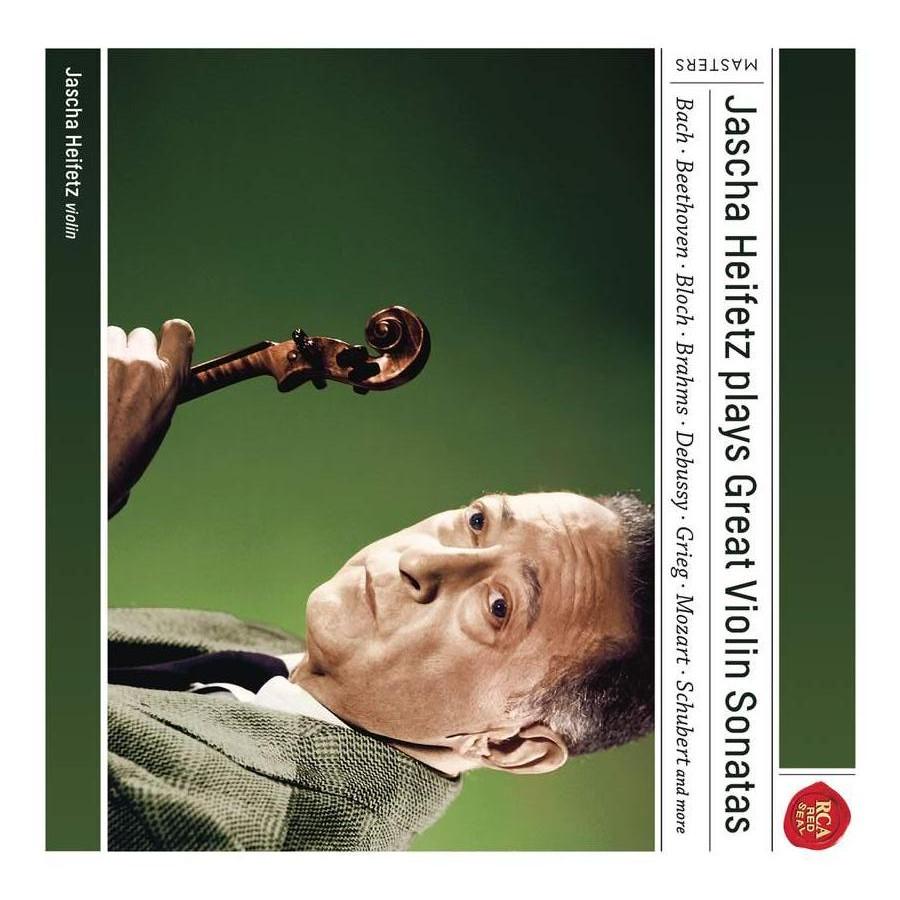 MASTERS
Jascha Heifetz plays Great Violin Sonatas
Bach · Beethoven · Bloch · Brahms · Debussy · Grieg · Mozart · Schubert and more
Jascha Heifetz violin
RCA
RED
SEAL